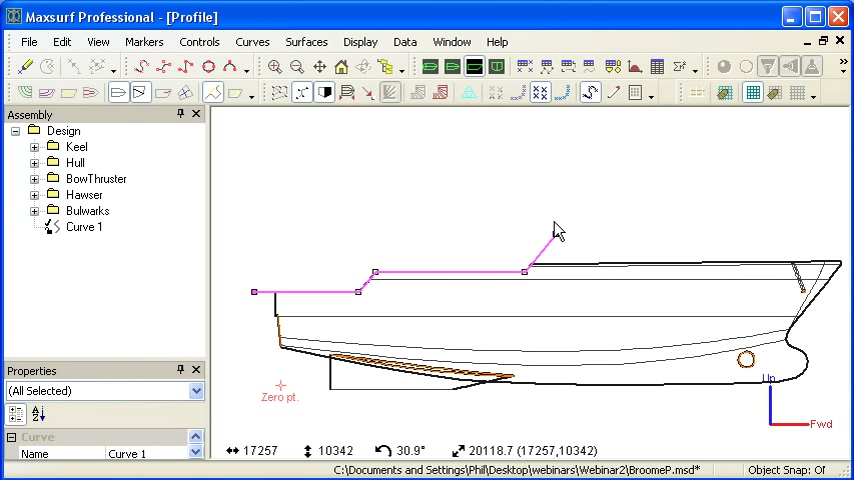 Maxsurf Professional - [Profile]
File Edit View Markers Controls Curves Surfaces Display Data Window Help
Assembly
Design
Keel
Hull
BowThruster
Hawser
Bulwarks
Curve 1
Properties
(All Selected)
Curve
Name Curve 1
Zero pt.
Up
Fwd
17257 10342 30.9° 20118.7 (17257,10342)
C:\Documents and Settings\Phil\Desktop\webinars\Webinar2\BroomeP.msd* Object Snap: Of